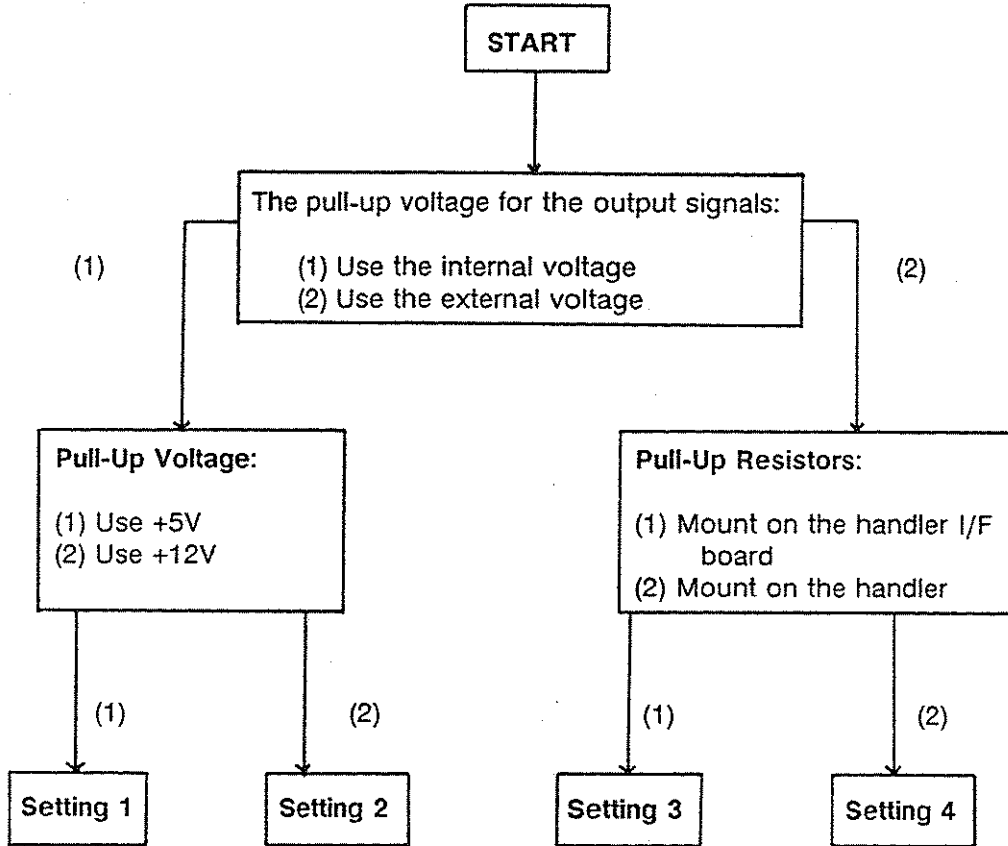 START
The pull-up voltage for the output signals:
(1) Use the internal voltage
(2) Use the external voltage
(1)
(2)
Pull-Up Voltage:
(1) Use +5V
(2) Use +12V
Pull-Up Resistors:
(1) Mount on the handler I/F
board
(2) Mount on the handler
(1)
(2)
(1)
(2)
Setting 1
Setting 2
Setting 3
Setting 4